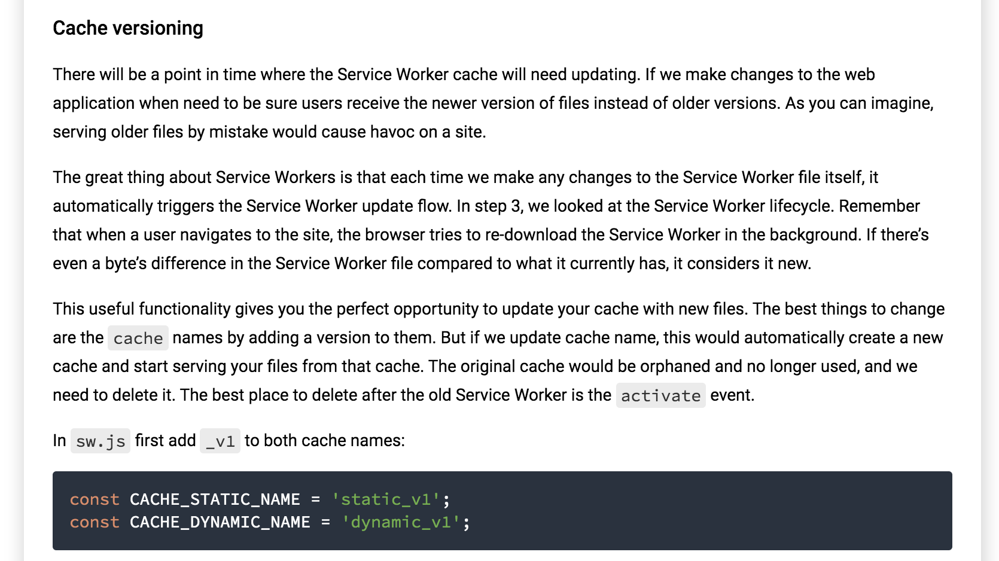 Cache versioning
There will be a point in time where the Service Worker cache will need updating. If we make changes to the web
application when need to be sure users receive the newer version of files instead of older versions. As you can imagine,
serving older files by mistake would cause havoc on a site.
The great thing about Service Workers is that each time we make any changes to the Service Worker file itself, it
automatically triggers the Service Worker update flow. In step 3, we looked at the Service Worker lifecycle. Remember
that when a user navigates to the site, the browser tries to re-download the Service Worker in the background. If there’s
even a byte’s difference in the Service Worker file compared to what it currently has, it considers it new.
This useful functionality gives you the perfect opportunity to update your cache with new files. The best things to change
are the cache names by adding a version to them. But if we update cache name, this would automatically create a new
cache and start serving your files from that cache. The original cache would be orphaned and no longer used, and we
need to delete it. The best place to delete after the old Service Worker is the activate event.
In sw.js first add _v1 to both cache names:
const CACHE_STATIC_NAME = 'static_v1';
const CACHE_DYNAMIC_NAME = 'dynamic_v1';